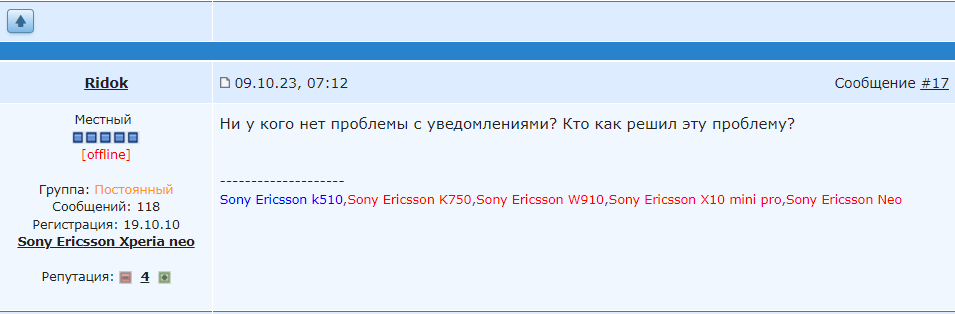 Ridok
09.10.23, 07:12
Сообщение #17
Местный
[offline]
Группа: Постоянный
Сообщений: 118
Регистрация: 19.10.10
Sony Ericsson Xperia neo
Репутация: 4
Ни у кого нет проблемы с уведомлениями? Кто как решил эту проблему?
--------------------
Sony Ericsson k510,Sony Ericsson K750,Sony Ericsson W910,Sony Ericsson X10 mini pro,Sony Ericsson Neo